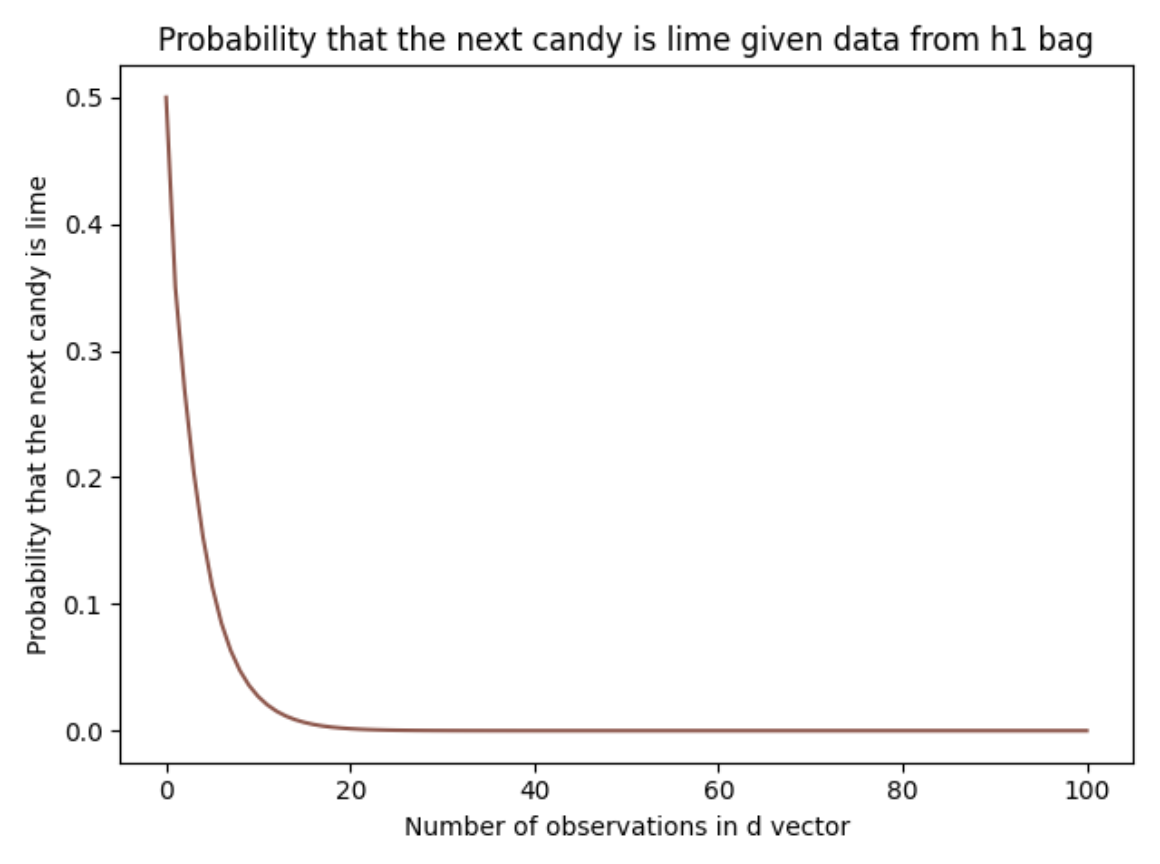 Probability that the next candy is lime given data from h1 bag
Probability that the next candy is lime
0.5
0.4
0.3
0.2
0.1
0.0
0 20 40 60 80 100
Number of observations in d vector